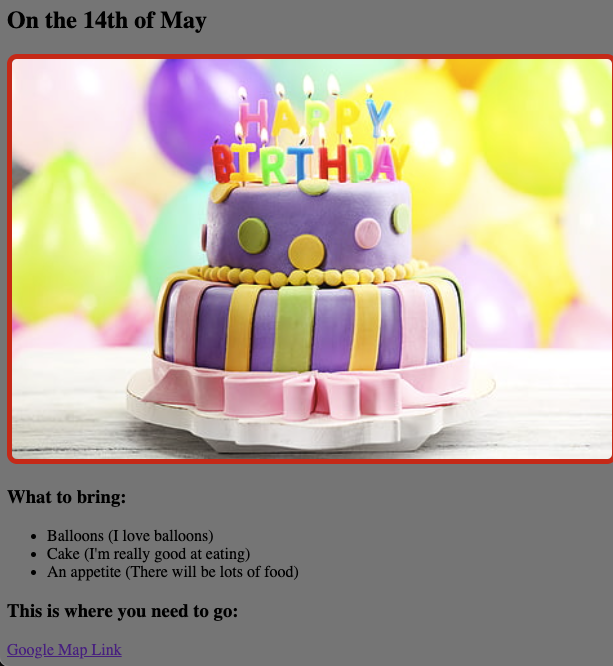 On the 14th of May
HAPPY
BIRTHDAY
What to bring:
Balloons (I love balloons)
Cake (I'm really good at eating)
An appetite (There will be lots of food)
This is where you need to go:
Google Map Link